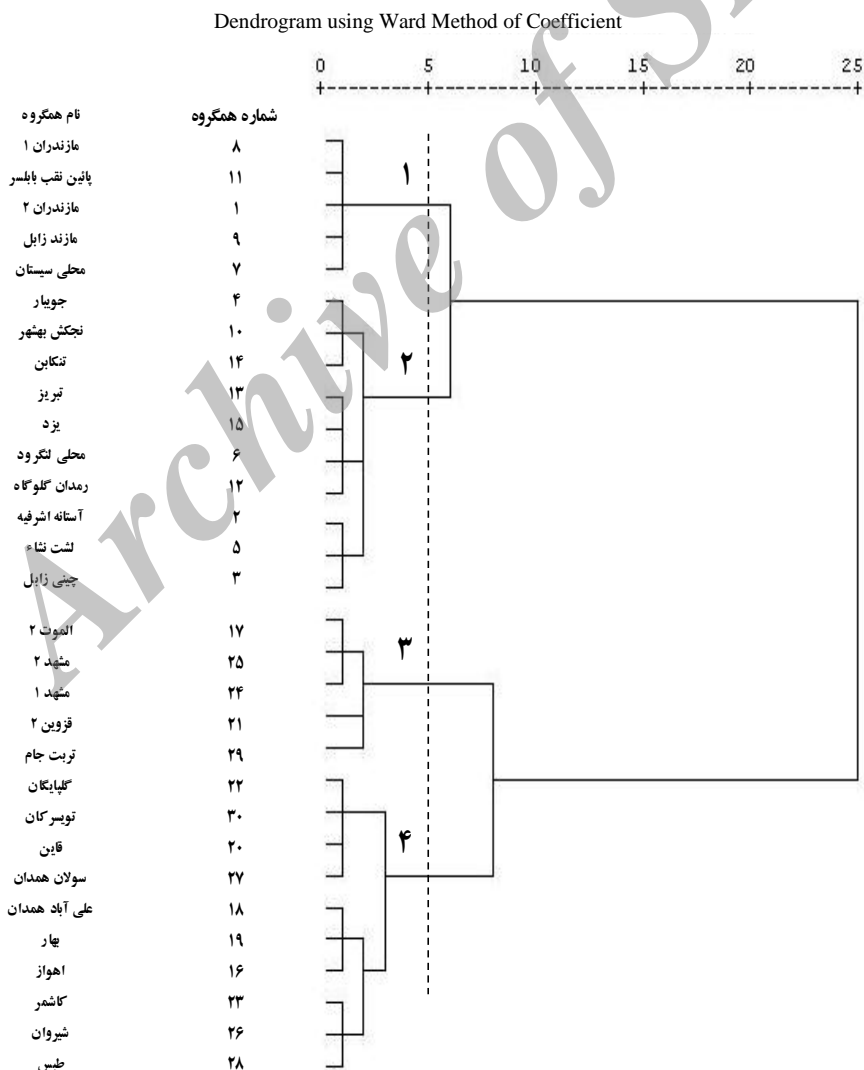 Dendrogram using Ward Method of Coefficient
0 5 10 15 20 25
نام همگروه شماره همگروه
مازندران ۱ ۸
پائین نقب بابلسر ۱۱
۱
مازندران ۲ ۱
مازند زابل ۹
محلی سیستان ۷
جویبار ۴
نجکش بهشهر ۱۰
تنکابن ۱۴
۲
تبریز ۱۳
یزد ۱۵
محلی لنگرود ۶
رمدان گلوگاه ۱۲
آستانه اشرفیه ۲
لشت نشاء ۵
چینی زابل ۳
الموت ۲ ۱۷
۳
مشهد ۲ ۲۵
مشهد ۱ ۲۴
قزوین ۲ ۲۱
تربت جام ۲۹
گلپایگان ۲۲
تویسرکان ۳۰
۴
قاین ۲۰
سولان همدان ۲۷
علی آباد همدان ۱۸
بهار ۱۹
اهواز ۱۶
کاشمر ۲۳
شیروان ۲۶
طبس ۲۸
Archive of S